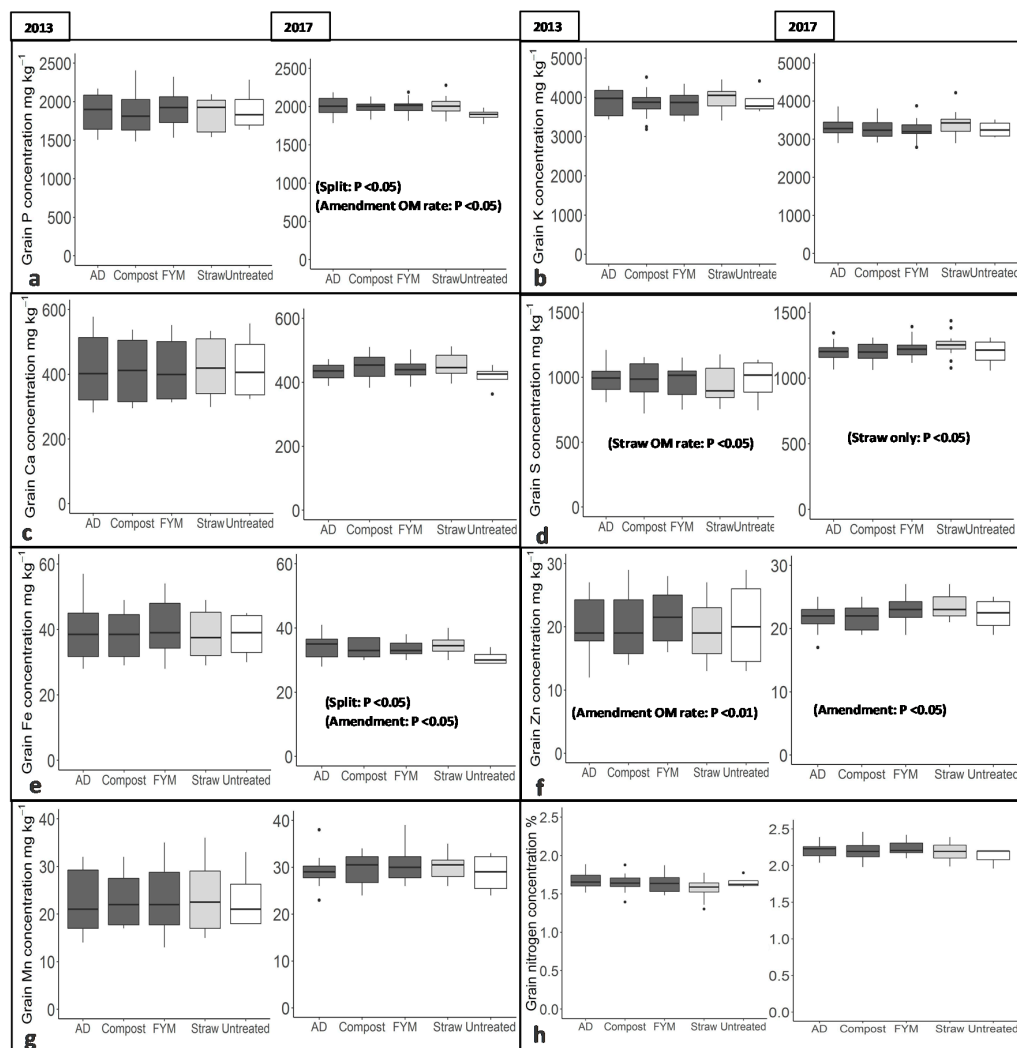 2013
2017
2013
2017
Grain P concentration mg kg⁻¹
2500
2000
1500
1000
500
0
AD Compost FYM Straw Untreated
a
2500
2000
1500
1000
500
0
(Split: P <0.05)
(Amendment OM rate: P <0.05)
AD Compost FYM Straw Untreated
Grain K concentration mg kg⁻¹
5000
4000
3000
2000
1000
0
AD Compost FYM Straw Untreate
b
5000
4000
3000
2000
1000
0
AD Compost FYM Straw Untreated
Grain Ca concentration mg kg⁻¹
600
400
200
0
AD Compost FYM Straw Untreated
c
600
400
200
0
AD Compost FYM Straw Untreated
Grain S concentration mg kg⁻¹
1500
1000
500
0
(Straw OM rate: P <0.05)
AD Compost FYM Straw Untreated
d
1500
1000
500
0
(Straw only: P <0.05)
AD Compost FYM Straw Untreated
Grain Fe concentration mg kg⁻¹
60
40
20
0
AD Compost FYM Straw Untreated
e
60
40
20
0
(Split: P <0.05)
(Amendment: P <0.05)
AD Compost FYM Straw Untreated
Grain Zn concentration mg kg⁻¹
30
20
10
0
(Amendment OM rate: P <0.01)
AD Compost FYM Straw Untreated
f
30
20
10
0
(Amendment: P <0.05)
AD Compost FYM Straw Untreated
Grain Mn concentration mg kg⁻¹
40
30
20
10
0
AD Compost FYM Straw Untreated
g
40
30
20
10
0
AD Compost FYM Straw Untreated
Grain nitrogen concentration %
2.5
2.0
1.5
1.0
0.5
0.0
AD Compost FYM Straw Untreated
h
2.5
2.0
1.5
1.0
0.5
0.0
AD Compost FYM Straw Untreated